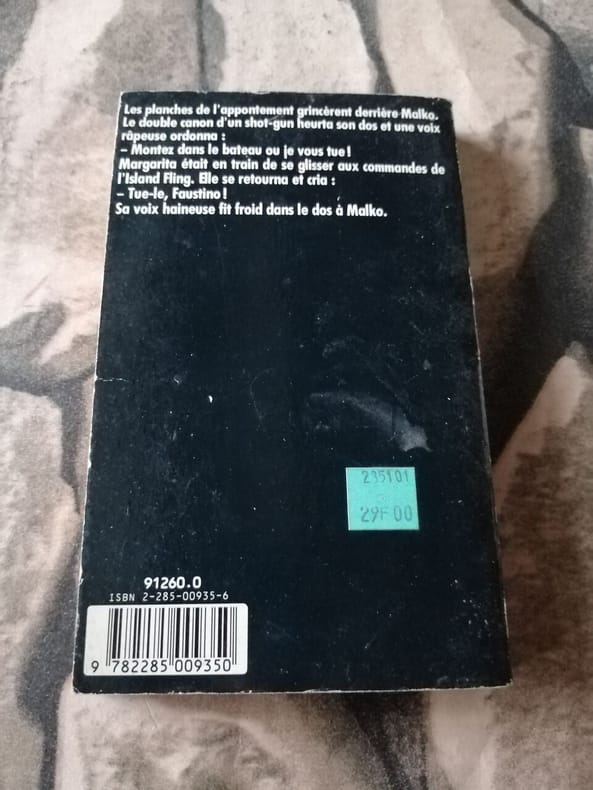 Les planches de l'appontement grincèrent derrière Malko.
Le double canon d'un shot-gun heurta son dos et une voix
râpeuse ordonna :
– Montez dans le bateau ou je vous tue !
Margarita était en train de se glisser aux commandes de
l'Island Fling. Elle se retourna et cria :
– Tue-le, Faustino !
Sa voix haineuse fit froid dans le dos à Malko.
235101
29F00
91260.0
ISBN 2-285-00935-6
9 782285 009350